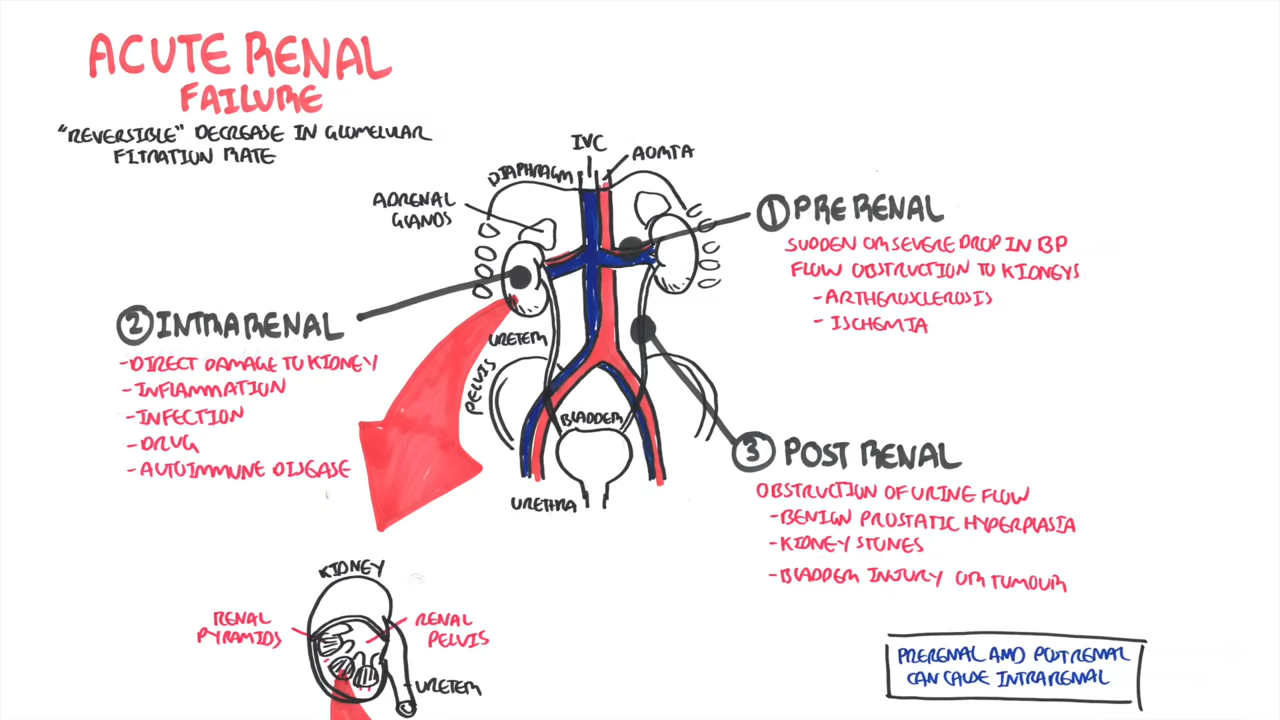 ACUTE RENAL
FAILURE
"REVERSIBLE" DECREASE IN GLOMELULAR
FITRATION RATE
IVC
AORTA
DIAPHRAGM
ADRENAL
GLANDS
① PRERENAL
SUDDEN OR SEVERE DROP IN BP
FLOW OBSTRUCTION TO KIDNEYS
- ARTHEROSCLEROSIS
- ISCHEMIA
② INTRARENAL
- DIRECT DAMAGE TO KIDNEY
- INFLAMMATION
- INFECTION
- DRUG
- AUTOIMMUNE DISEASE
URETER
PELVIS
BLADDER
URETHRA
③ POST RENAL
OBSTRUCTION OF URINE FLOW
- BENIGN PROSTATIC HYPERPLASIA
- KIDNEY STONES
- BLADDER INJURY OR TUMOUR
KIDNEY
RENAL
PYRAMIDS
RENAL
PELVIS
URETER
PRERENAL AND POSTRENAL
CAN CAUSE INTRARENAL